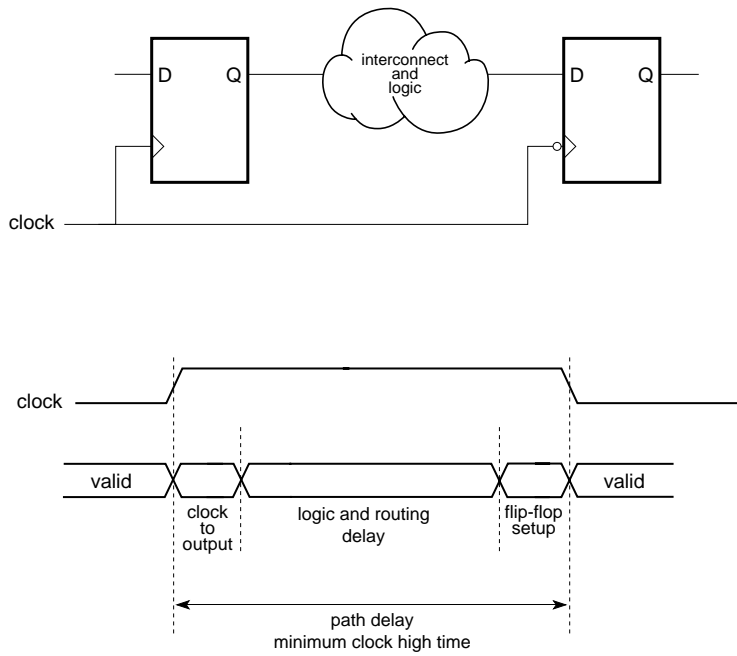 D Q
interconnect
and
logic
D Q
clock
clock
valid
clock
to
output
logic and routing
delay
flip-flop
setup
valid
path delay
minimum clock high time